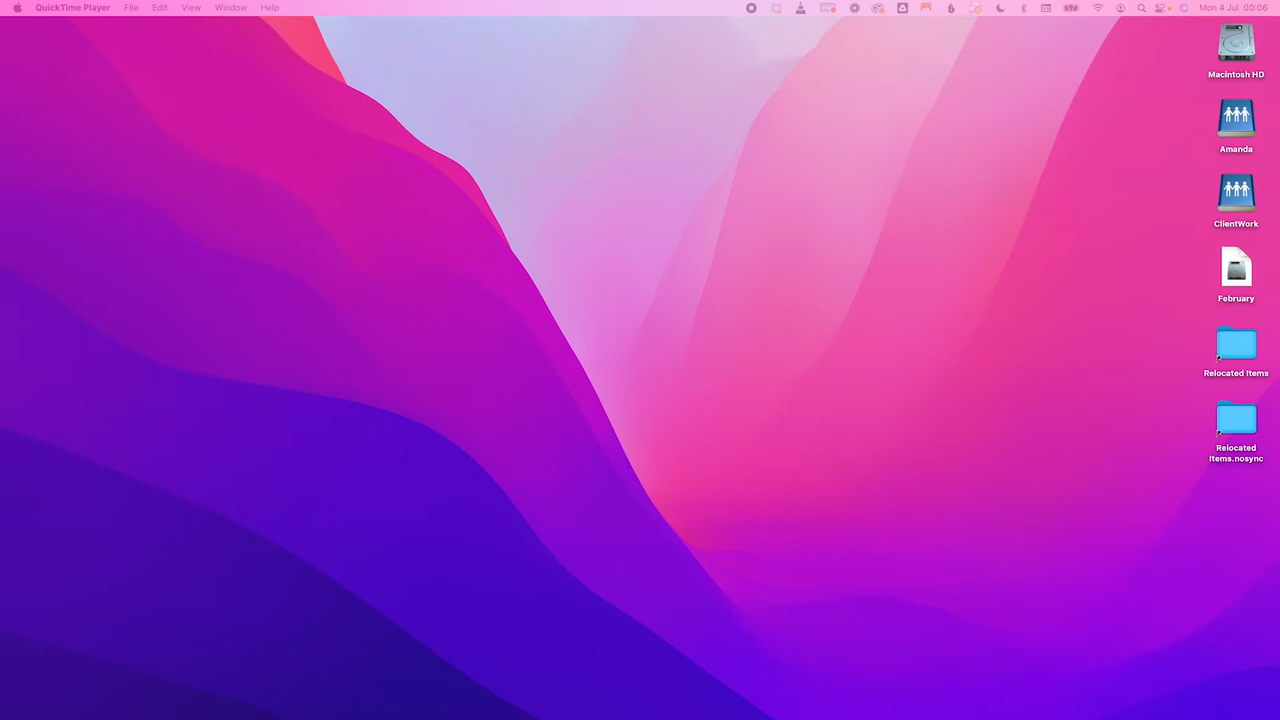 QuickTime Player File Edit View Window Help Mon 4 Jul 00:06
Macintosh HD
Amanda
ClientWork
February
Relocated Items
Relocated
Items.nosync